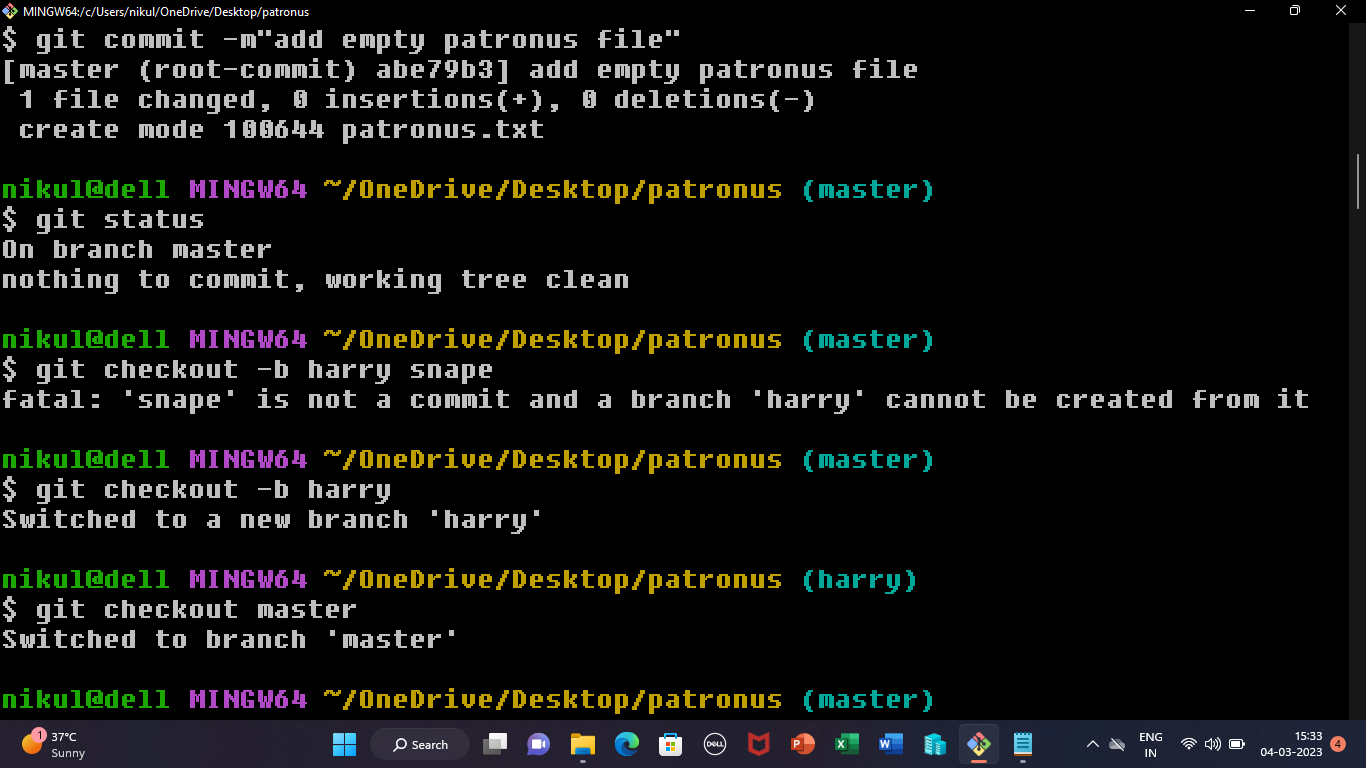 MINGW64:/c/Users/nikul/OneDrive/Desktop/patronus
$ git commit -m"add empty patronus file"
[master (root-commit) abe79b3] add empty patronus file
 1 file changed, 0 insertions(+), 0 deletions(-)
 create mode 100644 patronus.txt
nikul@dell MINGW64 ~/OneDrive/Desktop/patronus (master)
$ git status
On branch master
nothing to commit, working tree clean
nikul@dell MINGW64 ~/OneDrive/Desktop/patronus (master)
$ git checkout -b harry snape
fatal: 'snape' is not a commit and a branch 'harry' cannot be created from it
nikul@dell MINGW64 ~/OneDrive/Desktop/patronus (master)
$ git checkout -b harry
Switched to a new branch 'harry'
nikul@dell MINGW64 ~/OneDrive/Desktop/patronus (harry)
$ git checkout master
Switched to branch 'master'
nikul@dell MINGW64 ~/OneDrive/Desktop/patronus (master)
1
37°C
Sunny
Search
DELL
P
X
W
ENG
IN
15:33
04-03-2023
4